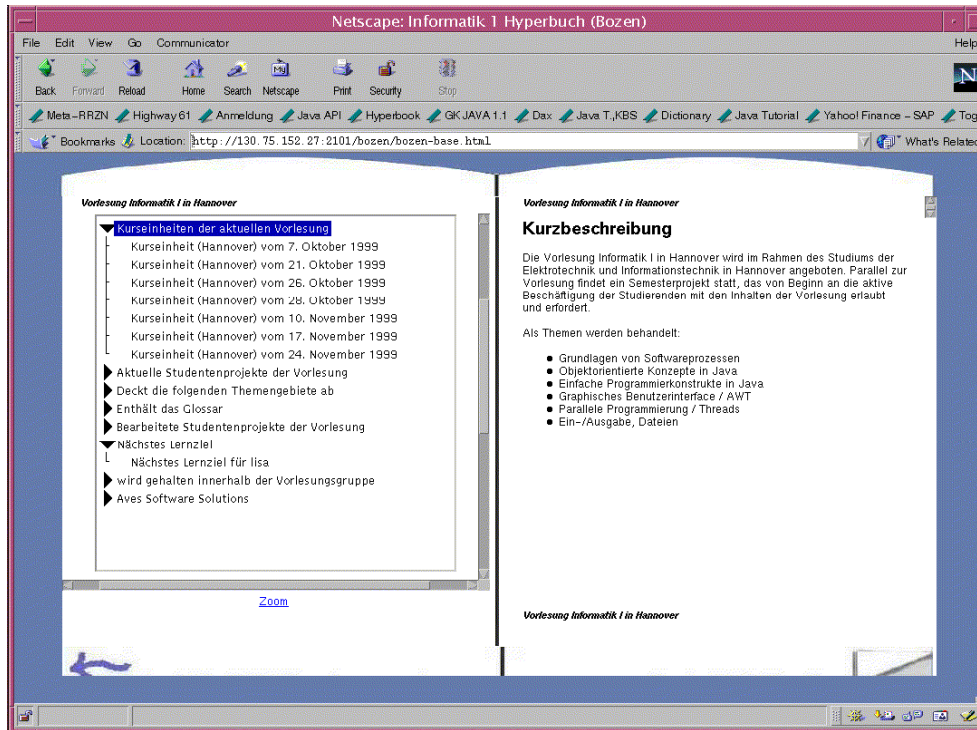 Netscape: Informatik 1 Hyperbuch (Bozen)
File Edit View Go Communicator Help
Back Forward Reload Home Search Netscape Print Security Stop
My
N
Meta-RRZN Highway 61 Anmeldung Java API Hyperbook GK JAVA 1.1 Dax Java T.,KBS Dictionary Java Tutorial Yahoo! Finance - SAP Tog
Bookmarks Location: http://130.75.152.27:2101/bozen/bozen-base.html What's Related
Vorlesung Informatik I in Hannover
Kurseinheiten der aktuellen Vorlesung
Kurseinheit (Hannover) vom 7. Oktober 1999
Kurseinheit (Hannover) vom 21. Oktober 1999
Kurseinheit (Hannover) vom 26. Oktober 1999
Kurseinheit (Hannover) vom 28. Oktober 1999
Kurseinheit (Hannover) vom 10. November 1999
Kurseinheit (Hannover) vom 17. November 1999
Kurseinheit (Hannover) vom 24. November 1999
Aktuelle Studentenprojekte der Vorlesung
Deckt die folgenden Themengebiete ab
Enthält das Glossar
Bearbeitete Studentenprojekte der Vorlesung
Nächstes Lernziel
Nächstes Lernziel für lisa
wird gehalten innerhalb der Vorlesungsgruppe
Aves Software Solutions
Zoom
Vorlesung Informatik I in Hannover
Kurzbeschreibung
Die Vorlesung Informatik I in Hannover wird im Rahmen des Studiums der
Elektrotechnik und Informationstechnik in Hannover angeboten. Parallel zur
Vorlesung findet ein Semesterprojekt statt, das von Beginn an die aktive
Beschäftigung der Studierenden mit den Inhalten der Vorlesung erlaubt
und erfordert.
Als Themen werden behandelt:
Grundlagen von Softwareprozessen
Objektorientierte Konzepte in Java
Einfache Programmierkonstrukte in Java
Graphisches Benutzerinterface / AWT
Parallele Programmierung / Threads
Ein-/Ausgabe, Dateien
Vorlesung Informatik I in Hannover